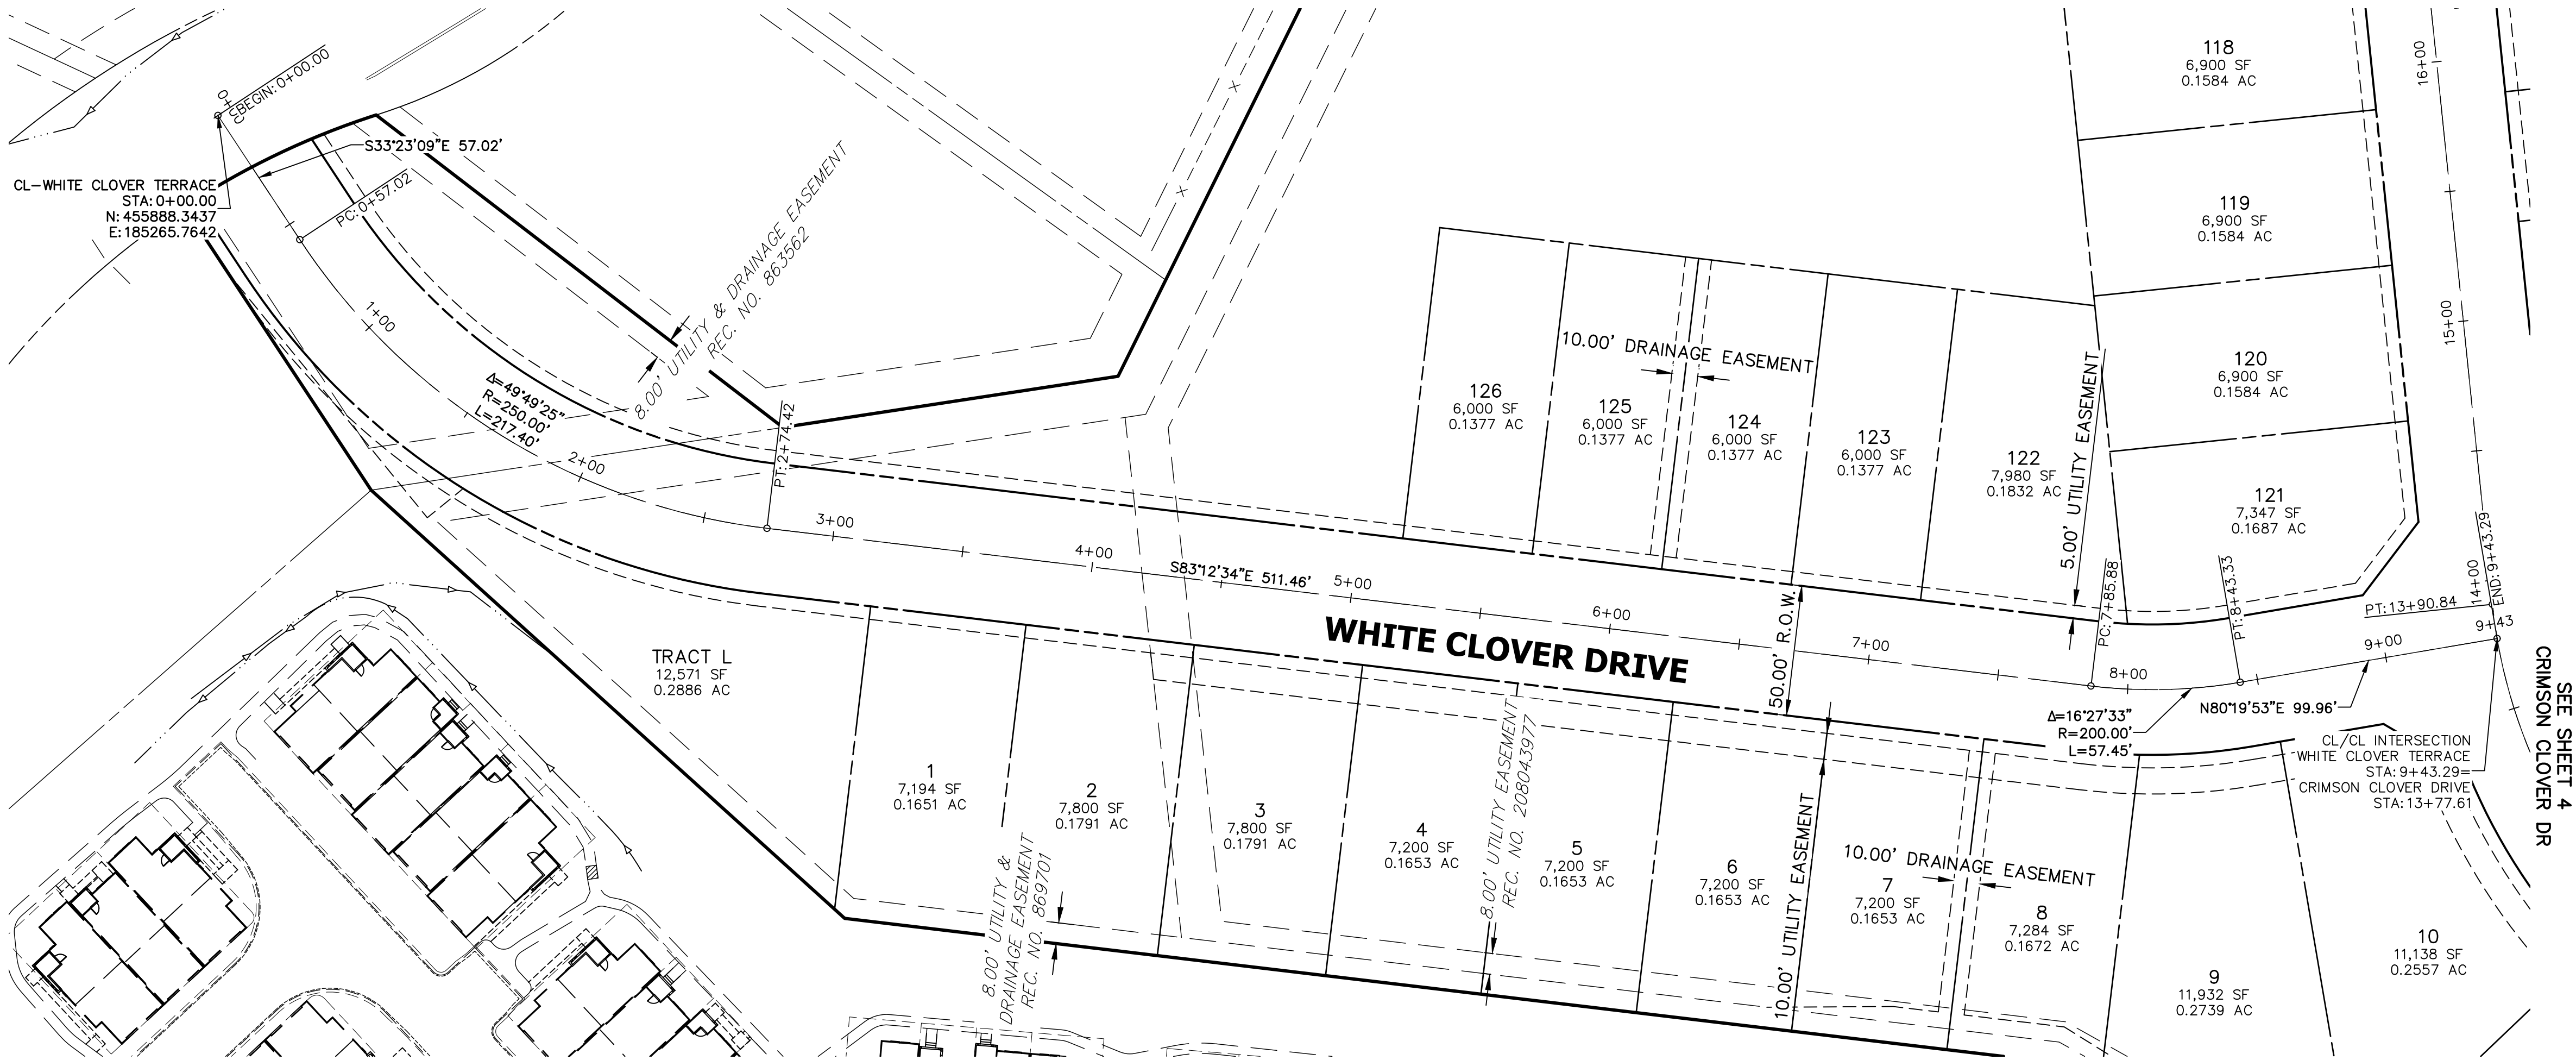 0+
BEGIN: 0+00.00
CL-WHITE CLOVER TERRACE
STA: 0+00.00
N: 455888.3437
E: 185265.7642
S33°23'09"E 57.02'
PC: 0+57.02
1+00
Δ=49°49'25"
R=250.00'
L=217.40'
2+00
8.00' UTILITY & DRAINAGE EASEMENT
REC. NO. 863562
PT: 2+74.42
3+00
4+00
S83°12'34"E 511.46'
5+00
6+00
7+00
8+00
9+00
9+43
WHITE CLOVER DRIVE
50.00' R.O.W.
126
6,000 SF
0.1377 AC
125
6,000 SF
0.1377 AC
10.00' DRAINAGE EASEMENT
124
6,000 SF
0.1377 AC
123
6,000 SF
0.1377 AC
122
7,980 SF
0.1832 AC
5.00' UTILITY EASEMENT
118
6,900 SF
0.1584 AC
119
6,900 SF
0.1584 AC
120
6,900 SF
0.1584 AC
121
7,347 SF
0.1687 AC
16+00
15+00
14+00
END: 9+43.29
PT: 13+90.84
PC: 7+85.88
PT: 8+43.33
Δ=16°27'33"
R=200.00'
L=57.45'
N80°19'53"E 99.96'
CL/CL INTERSECTION
WHITE CLOVER TERRACE
STA: 9+43.29=
CRIMSON CLOVER DRIVE
STA: 13+77.61
SEE SHEET 4
CRIMSON CLOVER DR
TRACT L
12,571 SF
0.2886 AC
1
7,194 SF
0.1651 AC
2
7,800 SF
0.1791 AC
8.00' UTILITY &
DRAINAGE EASEMENT
REC. NO. 869701
3
7,800 SF
0.1791 AC
4
7,200 SF
0.1653 AC
8.00' UTILITY EASEMENT
REC. NO. 208043977
5
7,200 SF
0.1653 AC
6
7,200 SF
0.1653 AC
10.00' UTILITY EASEMENT
10.00' DRAINAGE EASEMENT
7
7,200 SF
0.1653 AC
8
7,284 SF
0.1672 AC
9
11,932 SF
0.2739 AC
10
11,138 SF
0.2557 AC